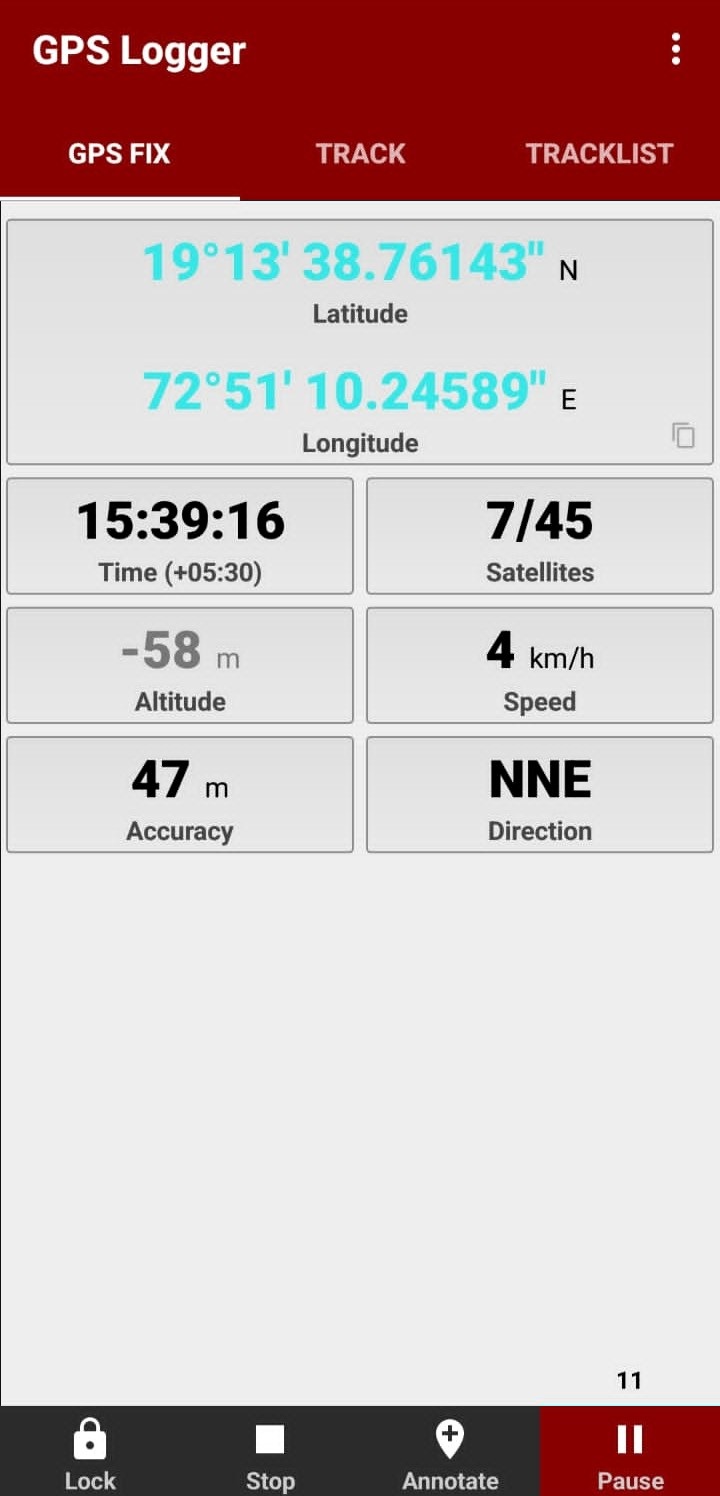 GPS Logger
GPS FIX TRACK TRACKLIST
19°13' 38.76143" N
Latitude
72°51' 10.24589" E
Longitude
15:39:16
Time (+05:30)
7/45
Satellites
-58 m
Altitude
4 km/h
Speed
47 m
Accuracy
NNE
Direction
11
Lock Stop Annotate Pause